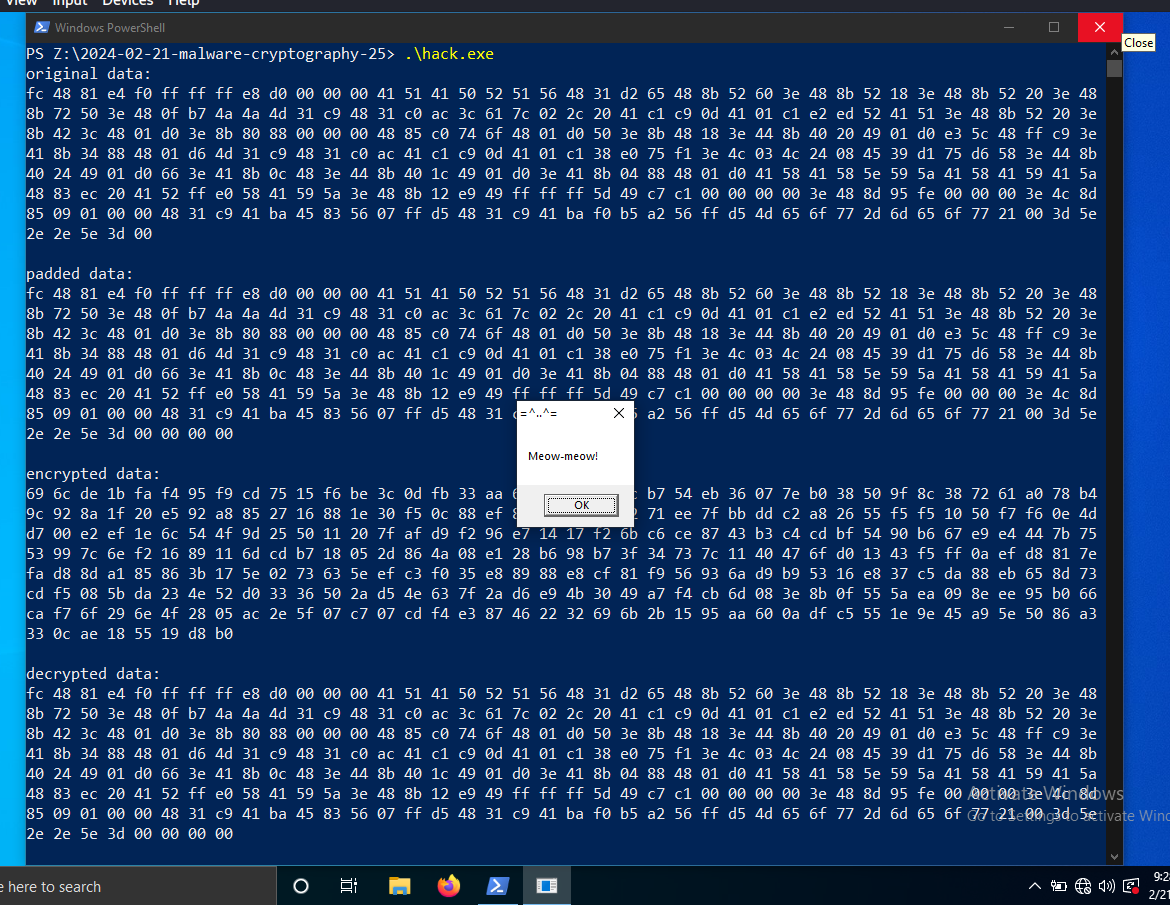 View Input Devices Help
Windows PowerShell
Close
PS Z:\2024-02-21-malware-cryptography-25> .\hack.exe
original data:
fc 48 81 e4 f0 ff ff ff e8 d0 00 00 00 41 51 41 50 52 51 56 48 31 d2 65 48 8b 52 60 3e 48 8b 52 18 3e 48 8b 52 20 3e 48
8b 72 50 3e 48 0f b7 4a 4a 4d 31 c9 48 31 c0 ac 3c 61 7c 02 2c 20 41 c1 c9 0d 41 01 c1 e2 ed 52 41 51 3e 48 8b 52 20 3e
8b 42 3c 48 01 d0 3e 8b 80 88 00 00 00 48 85 c0 74 6f 48 01 d0 50 3e 8b 48 18 3e 44 8b 40 20 49 01 d0 e3 5c 48 ff c9 3e
41 8b 34 88 48 01 d6 4d 31 c9 48 31 c0 ac 41 c1 c9 0d 41 01 c1 38 e0 75 f1 3e 4c 03 4c 24 08 45 39 d1 75 d6 58 3e 44 8b
40 24 49 01 d0 66 3e 41 8b 0c 48 3e 44 8b 40 1c 49 01 d0 3e 41 8b 04 88 48 01 d0 41 58 41 58 5e 59 5a 41 58 41 59 41 5a
48 83 ec 20 41 52 ff e0 58 41 59 5a 3e 48 8b 12 e9 49 ff ff ff 5d 49 c7 c1 00 00 00 00 3e 48 8d 95 fe 00 00 00 3e 4c 8d
85 09 01 00 00 48 31 c9 41 ba 45 83 56 07 ff d5 48 31 c9 41 ba f0 b5 a2 56 ff d5 4d 65 6f 77 2d 6d 65 6f 77 21 00 3d 5e
2e 2e 5e 3d 00
padded data:
fc 48 81 e4 f0 ff ff ff e8 d0 00 00 00 41 51 41 50 52 51 56 48 31 d2 65 48 8b 52 60 3e 48 8b 52 18 3e 48 8b 52 20 3e 48
8b 72 50 3e 48 0f b7 4a 4a 4d 31 c9 48 31 c0 ac 3c 61 7c 02 2c 20 41 c1 c9 0d 41 01 c1 e2 ed 52 41 51 3e 48 8b 52 20 3e
8b 42 3c 48 01 d0 3e 8b 80 88 00 00 00 48 85 c0 74 6f 48 01 d0 50 3e 8b 48 18 3e 44 8b 40 20 49 01 d0 e3 5c 48 ff c9 3e
41 8b 34 88 48 01 d6 4d 31 c9 48 31 c0 ac 41 c1 c9 0d 41 01 c1 38 e0 75 f1 3e 4c 03 4c 24 08 45 39 d1 75 d6 58 3e 44 8b
40 24 49 01 d0 66 3e 41 8b 0c 48 3e 44 8b 40 1c 49 01 d0 3e 41 8b 04 88 48 01 d0 41 58 41 58 5e 59 5a 41 58 41 59 41 5a
48 83 ec 20 41 52 ff e0 58 41 59 5a 3e 48 8b 12 e9 49 ff ff ff 5d 49 c7 c1 00 00 00 00 3e 48 8d 95 fe 00 00 00 3e 4c 8d
85 09 01 00 00 48 31 c9 41 ba 45 83 56 07 ff d5 48 31 a2 56 ff d5 4d 65 6f 77 2d 6d 65 6f 77 21 00 3d 5e
2e 2e 5e 3d 00 00 00 00
=^..^=
Meow-meow!
OK
encrypted data:
69 6c de 1b fa f4 95 f9 cd 75 15 f6 be 3c 0d fb 33 aa b7 54 eb 36 07 7e b0 38 50 9f 8c 38 72 61 a0 78 b4
9c 92 8a 1f 20 e5 92 a8 85 27 16 88 1e 30 f5 0c 88 ef 71 ee 7f bb dd c2 a8 26 55 f5 f5 10 50 f7 f6 0e 4d
d7 00 e2 ef 1e 6c 54 4f 9d 25 50 11 20 7f af d9 f2 96 e7 14 17 f2 6b c6 ce 87 43 b3 c4 cd bf 54 90 b6 67 e9 e4 44 7b 75
53 99 7c 6e f2 16 89 11 6d cd b7 18 05 2d 86 4a 08 e1 28 b6 98 b7 3f 34 73 7c 11 40 47 6f d0 13 43 f5 ff 0a ef d8 81 7e
fa d8 8d a1 85 86 3b 17 5e 02 73 63 5e ef c3 f0 35 e8 89 88 e8 cf 81 f9 56 93 6a d9 b9 53 16 e8 37 c5 da 88 eb 65 8d 73
cd f5 08 5b da 23 4e 52 d0 33 36 50 2a d5 4e 63 7f 2a d6 e9 4b 30 49 a7 f4 cb 6d 08 3e 8b 0f 55 5a ea 09 8e ee 95 b0 66
ca f7 6f 29 6e 4f 28 05 ac 2e 5f 07 c7 07 cd f4 e3 87 46 22 32 69 6b 2b 15 95 aa 60 0a df c5 55 1e 9e 45 a9 5e 50 86 a3
33 0c ae 18 55 19 d8 b0
decrypted data:
fc 48 81 e4 f0 ff ff ff e8 d0 00 00 00 41 51 41 50 52 51 56 48 31 d2 65 48 8b 52 60 3e 48 8b 52 18 3e 48 8b 52 20 3e 48
8b 72 50 3e 48 0f b7 4a 4a 4d 31 c9 48 31 c0 ac 3c 61 7c 02 2c 20 41 c1 c9 0d 41 01 c1 e2 ed 52 41 51 3e 48 8b 52 20 3e
8b 42 3c 48 01 d0 3e 8b 80 88 00 00 00 48 85 c0 74 6f 48 01 d0 50 3e 8b 48 18 3e 44 8b 40 20 49 01 d0 e3 5c 48 ff c9 3e
41 8b 34 88 48 01 d6 4d 31 c9 48 31 c0 ac 41 c1 c9 0d 41 01 c1 38 e0 75 f1 3e 4c 03 4c 24 08 45 39 d1 75 d6 58 3e 44 8b
40 24 49 01 d0 66 3e 41 8b 0c 48 3e 44 8b 40 1c 49 01 d0 3e 41 8b 04 88 48 01 d0 41 58 41 58 5e 59 5a 41 58 41 59 41 5a
48 83 ec 20 41 52 ff e0 58 41 59 5a 3e 48 8b 12 e9 49 ff ff ff 5d 49 c7 c1 00 00 00 00 3e 48 8d 95 fe 00 00 00 3e 4c 8d
85 09 01 00 00 48 31 c9 41 ba 45 83 56 07 ff d5 48 31 c9 41 ba f0 b5 a2 56 ff d5 4d 65 6f 77 2d 6d 65 6f 77 21 00 3d 5e
2e 2e 5e 3d 00 00 00 00
Activate Windows
Go to Settings to activate Wind
e here to search
9:2
2/21